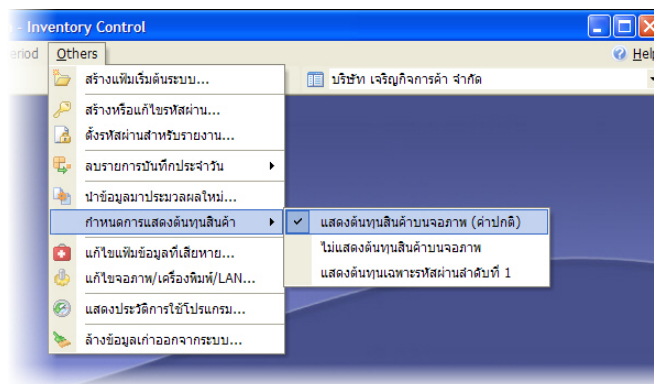 - Inventory Control
eriod Others Help
สร้างแฟ้มเริ่มต้นระบบ... บริษัท เจริญกิจการค้า จำกัด
สร้างหรือแก้ไขรหัสผ่าน...
ตั้งรหัสผ่านสำหรับรายงาน...
ลบรายการบันทึกประจำวัน
นำข้อมูลมาประมวลผลใหม่...
กำหนดการแสดงต้นทุนสินค้า แสดงต้นทุนสินค้าบนจอภาพ (ค่าปกติ)
ไม่แสดงต้นทุนสินค้าบนจอภาพ
แก้ไขแฟ้มข้อมูลที่เสียหาย...
แสดงต้นทุนเฉพาะรหัสผ่านลำดับที่ 1
แก้ไขจอภาพ/เครื่องพิมพ์/LAN...
แสดงประวัติการใช้โปรแกรม...
ล้างข้อมูลเก่าออกจากระบบ...